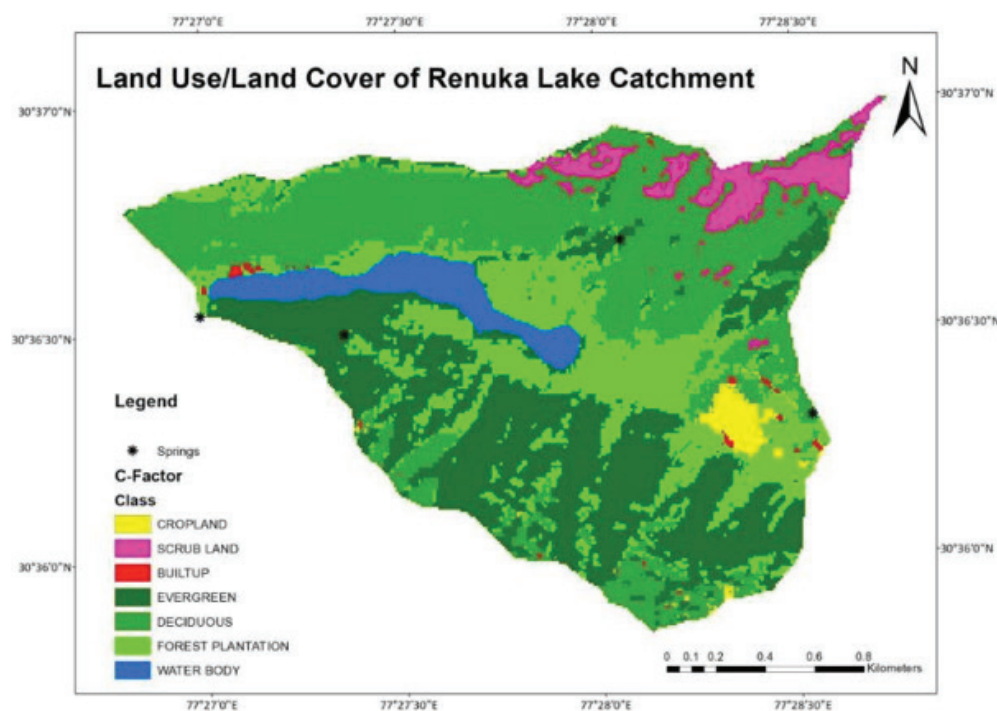 77°27'0"E 77°27'30"E 77°28'0"E 77°28'30"E
Land Use/Land Cover of Renuka Lake Catchment
N
30°37'0"N 30°37'0"N
30°36'30"N 30°36'30"N
Legend
Springs
C-Factor
Class
CROPLAND
SCRUB LAND
BUILTUP
EVERGREEN
DECIDUOUS
FOREST PLANTATION
WATER BODY
30°36'0"N 30°36'0"N
0 0.1 0.2 0.4 0.6 0.8
Kilometers
77°27'0"E 77°27'30"E 77°28'0"E 77°28'30"E